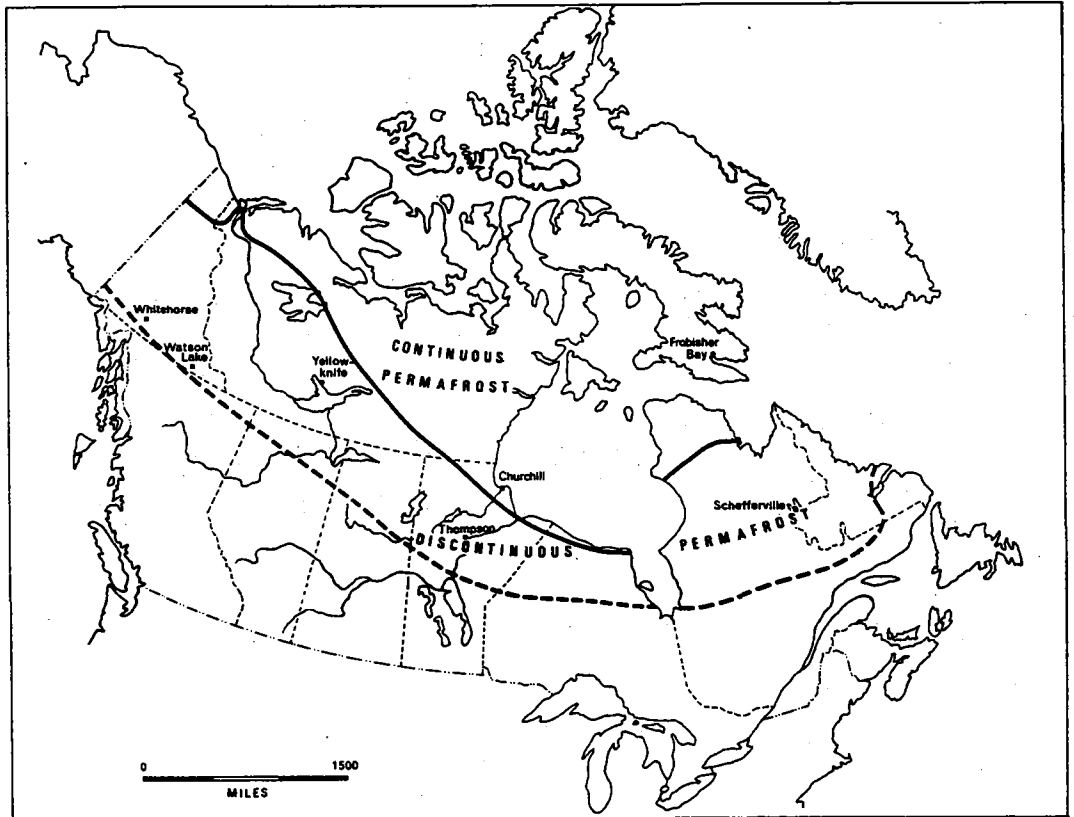 Whitehorse
Watson
Lake
Yellow-
knife
CONTINUOUS
PERMAFROST
Frobisher
Bay
Churchill
Schefferville
Thompson
DISCONTINUOUS
PERMAFROST
0 1500
MILES